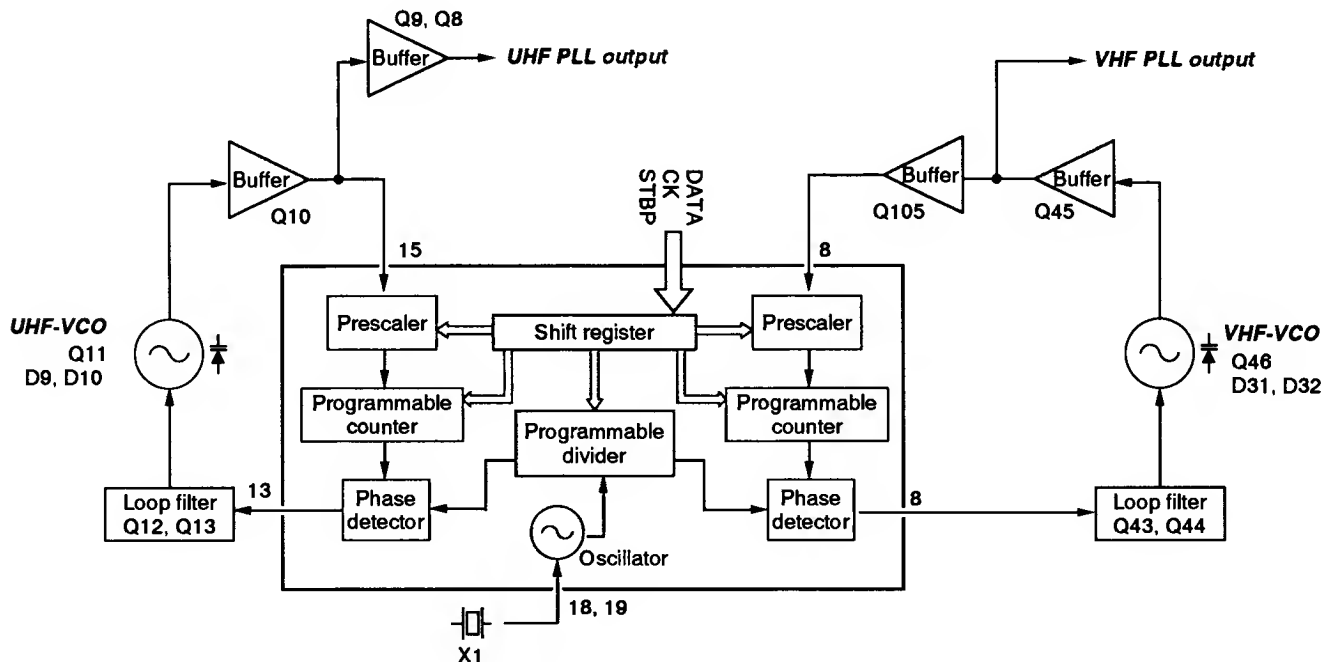 Q9, Q8
Buffer
UHF PLL output
VHF PLL output
Buffer
Q10
DATA
CK
STBP
Buffer
Q105
Buffer
Q45
15
8
UHF-VCO
Q11
D9, D10
Prescaler
Shift register
Prescaler
VHF-VCO
Q46
D31, D32
Programmable
counter
Programmable
divider
Programmable
counter
Loop filter
Q12, Q13
13
Phase
detector
Oscillator
Phase
detector
8
Loop filter
Q43, Q44
18, 19
X1